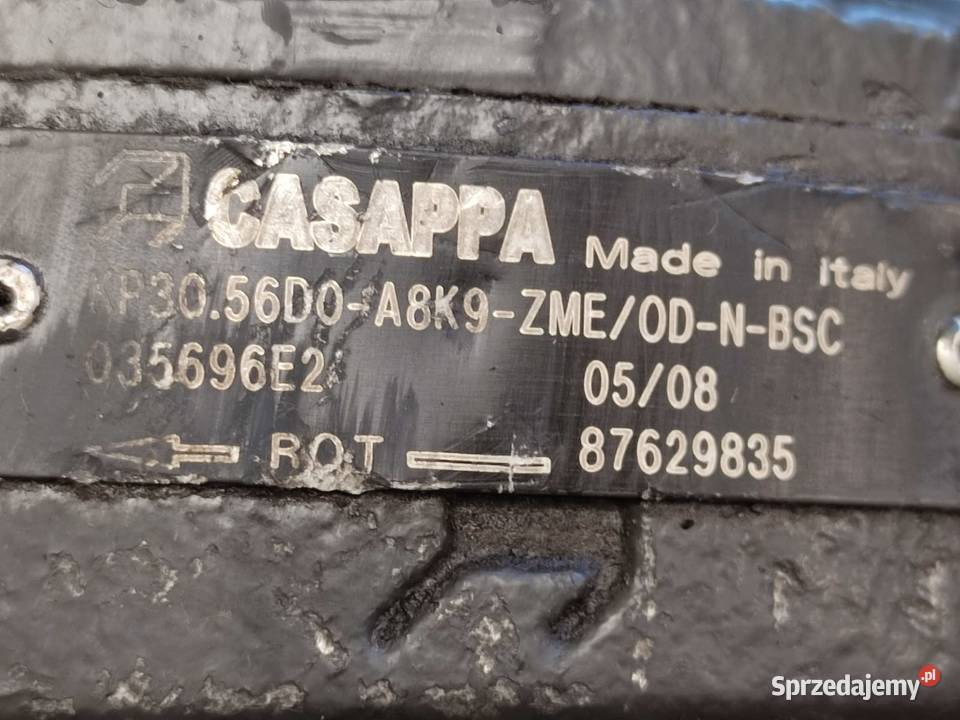 CASAPPA Made in Italy
KP30.56D0-A8K9-ZME/OD-N-BSC
035696E2 05/08
ROT 87629835
Sprzedajemy.pl